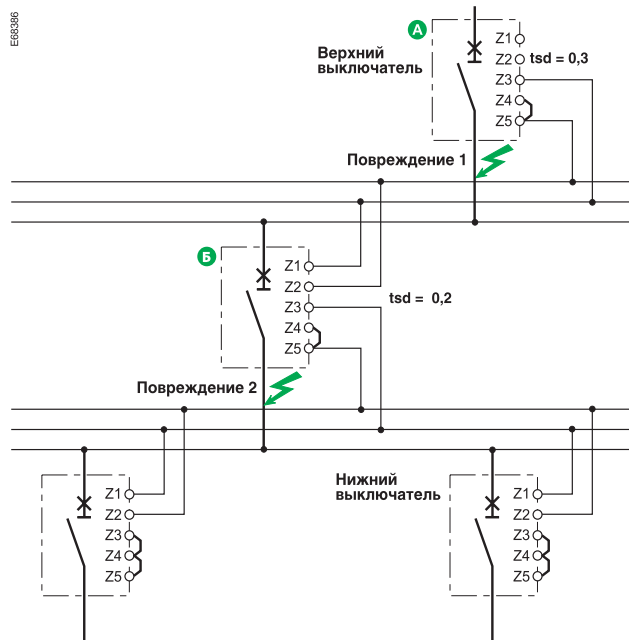 E68386
А
Верхний
выключатель
Z1
Z2
Z3
Z4
Z5
tsd = 0,3
Повреждение 1
Б
Z1
Z2
Z3
Z4
Z5
tsd = 0,2
Повреждение 2
Z1
Z2
Z3
Z4
Z5
Нижний
выключатель
Z1
Z2
Z3
Z4
Z5